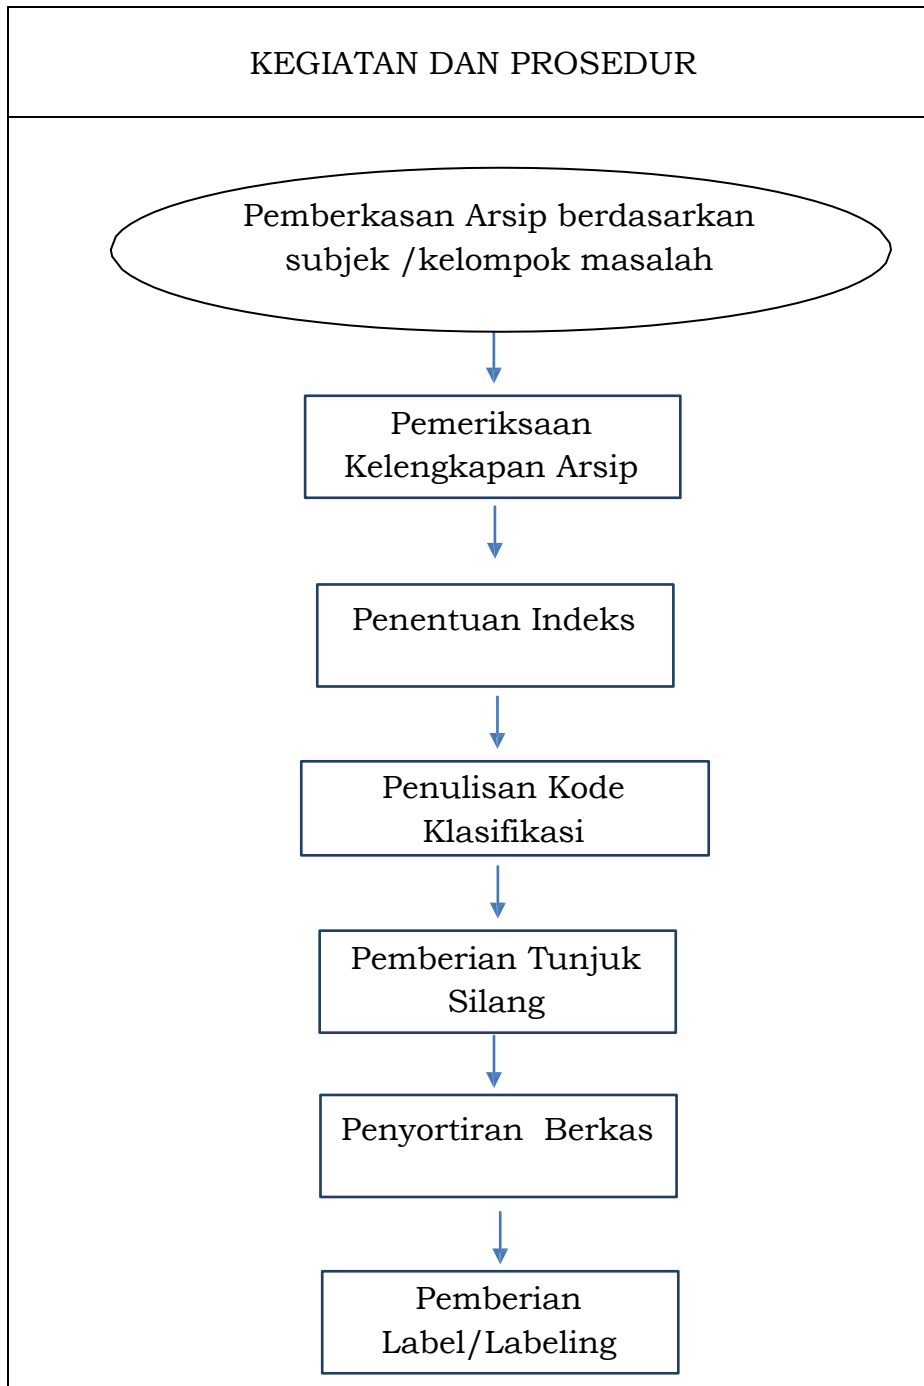 KEGIATAN DAN PROSEDUR
Pemberkasan Arsip berdasarkan
subjek /kelompok masalah
Pemeriksaan
Kelengkapan Arsip
Penentuan Indeks
Penulisan Kode
Klasifikasi
Pemberian Tunjuk
Silang
Penyortiran  Berkas
Pemberian
Label/Labeling